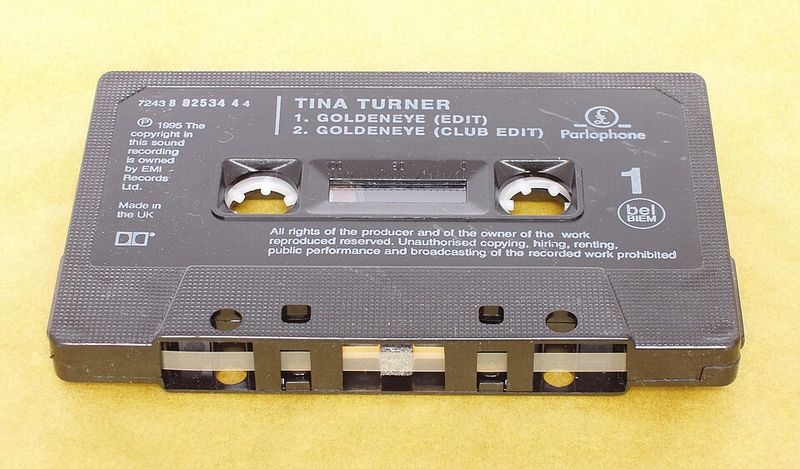 7243 8 82534 4 4
TINA TURNER
1. GOLDENEYE (EDIT)
2. GOLDENEYE (CLUB EDIT)
£
Parlophone
℗ 1995 The
copyright in
this sound
recording
is owned
by EMI
Records
Ltd.
Made in
the UK
100 50 0
1
bel
BIEM
All rights of the producer and of the owner of the work
reproduced reserved. Unauthorised copying, hiring, renting,
public performance and broadcasting of the recorded work prohibited